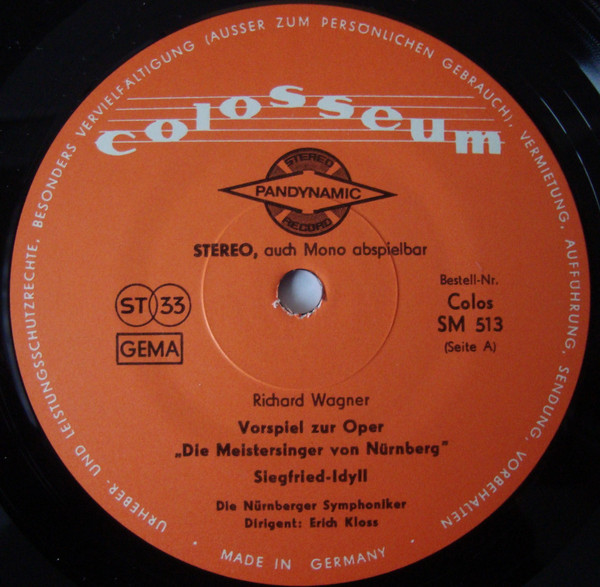 URHEBER- UND LEISTUNGSSCHUTZRECHTE, BESONDERS VERVIELFÄLTIGUNG (AUSSER ZUM PERSÖNLICHEN GEBRAUCH), VERMIETUNG, AUFFÜHRUNG, SENDUNG, VORBEHALTEN
colosseum
STEREO
PANDYNAMIC
RECORD
STEREO, auch Mono abspielbar
ST 33
GEMA
Bestell-Nr.
Colos
SM 513
(Seite A)
Richard Wagner
Vorspiel zur Oper
„Die Meistersinger von Nürnberg"
Siegfried-Idyll
Die Nürnberger Symphoniker
Dirigent: Erich Kloss
• MADE IN GERMANY •